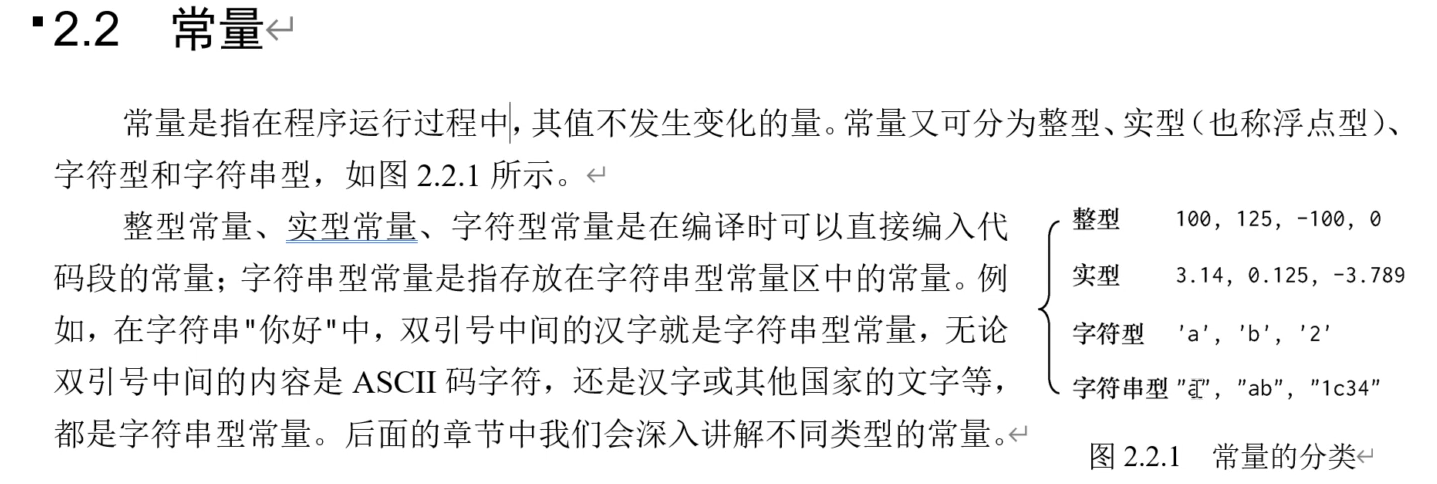 2.2 常量↵
常量是指在程序运行过程中，其值不发生变化的量。常量又可分为整型、实型（也称浮点型）、
字符型和字符串型，如图 2.2.1 所示。↵
整型常量、实型常量、字符型常量是在编译时可以直接编入代
码段的常量；字符串型常量是指存放在字符串型常量区中的常量。例
如，在字符串"你好"中，双引号中间的汉字就是字符串型常量，无论
双引号中间的内容是 ASCII 码字符，还是汉字或其他国家的文字等，
都是字符串型常量。后面的章节中我们会深入讲解不同类型的常量。↵
整型 100, 125, -100, 0
实型 3.14, 0.125, -3.789
字符型 'a', 'b', '2'
字符串型 "a", "ab", "1c34"
图 2.2.1 常量的分类↵